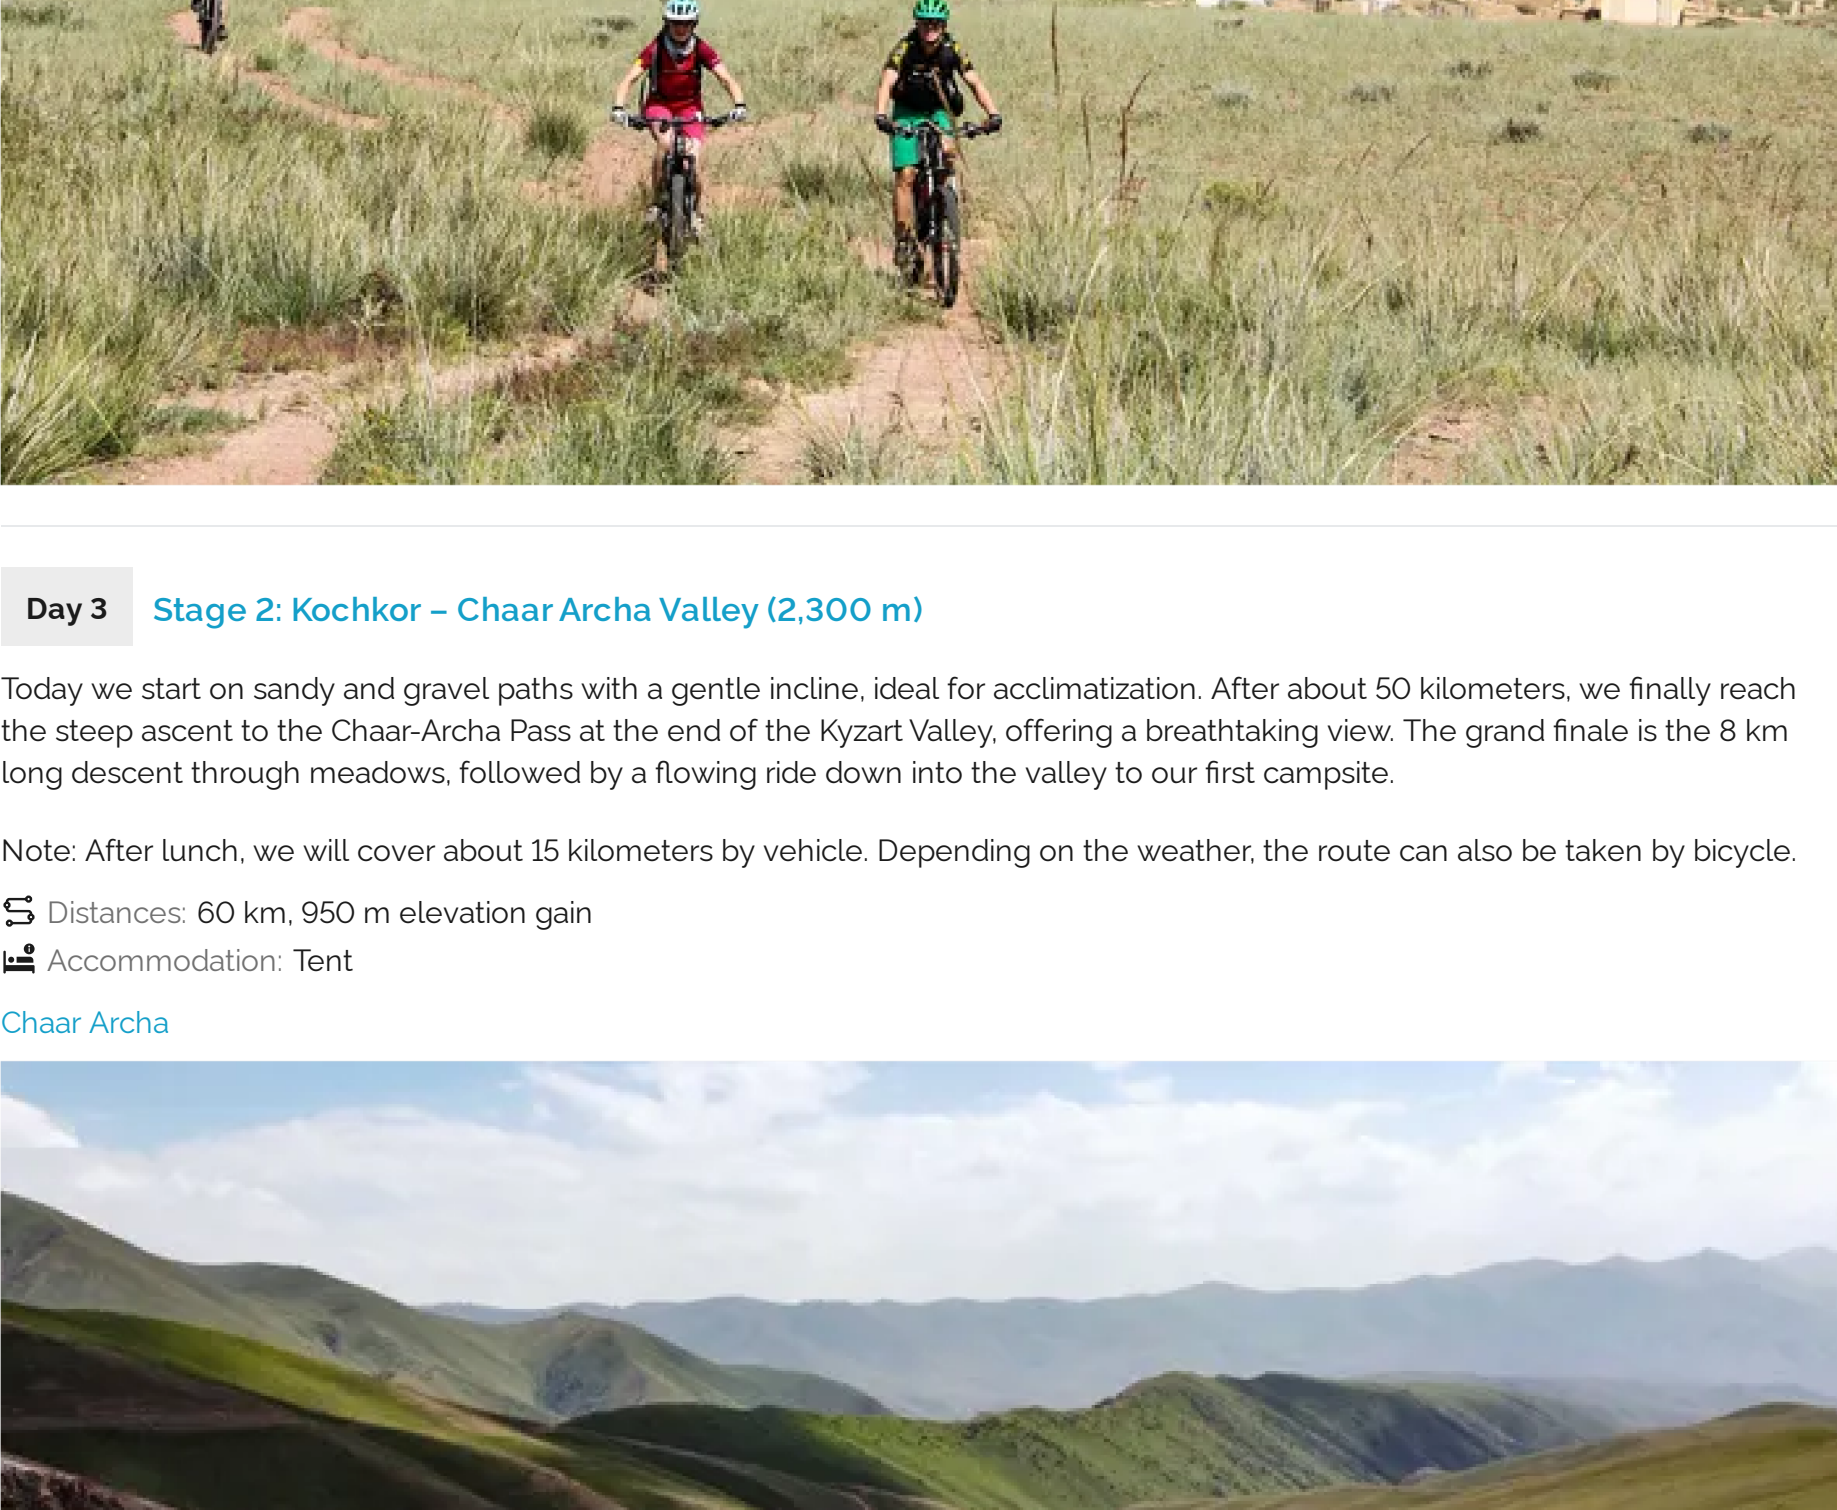 Day 3
Stage 2: Kochkor – Chaar Archa Valley (2,300 m)
Today we start on sandy and gravel paths with a gentle incline, ideal for acclimatization. After about 50 kilometers, we finally reach
the steep ascent to the Chaar-Archa Pass at the end of the Kyzart Valley, offering a breathtaking view. The grand finale is the 8 km
long descent through meadows, followed by a flowing ride down into the valley to our first campsite.
Note: After lunch, we will cover about 15 kilometers by vehicle. Depending on the weather, the route can also be taken by bicycle.
Distances: 60 km, 950 m elevation gain
Accommodation: Tent
Chaar Archa